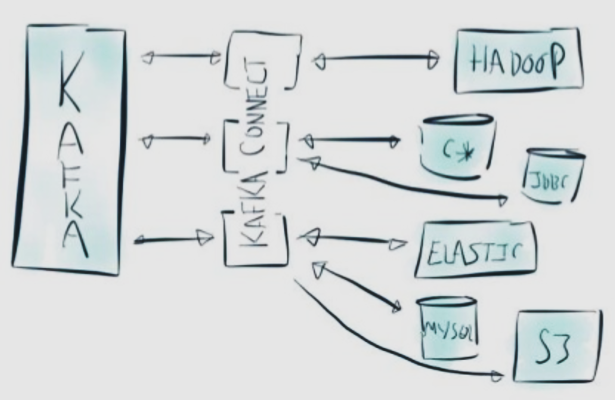 KAFKA
KAFKA CONNECT
HADOOP
C*
JDBC
ELASTIC
MYSQL
S3